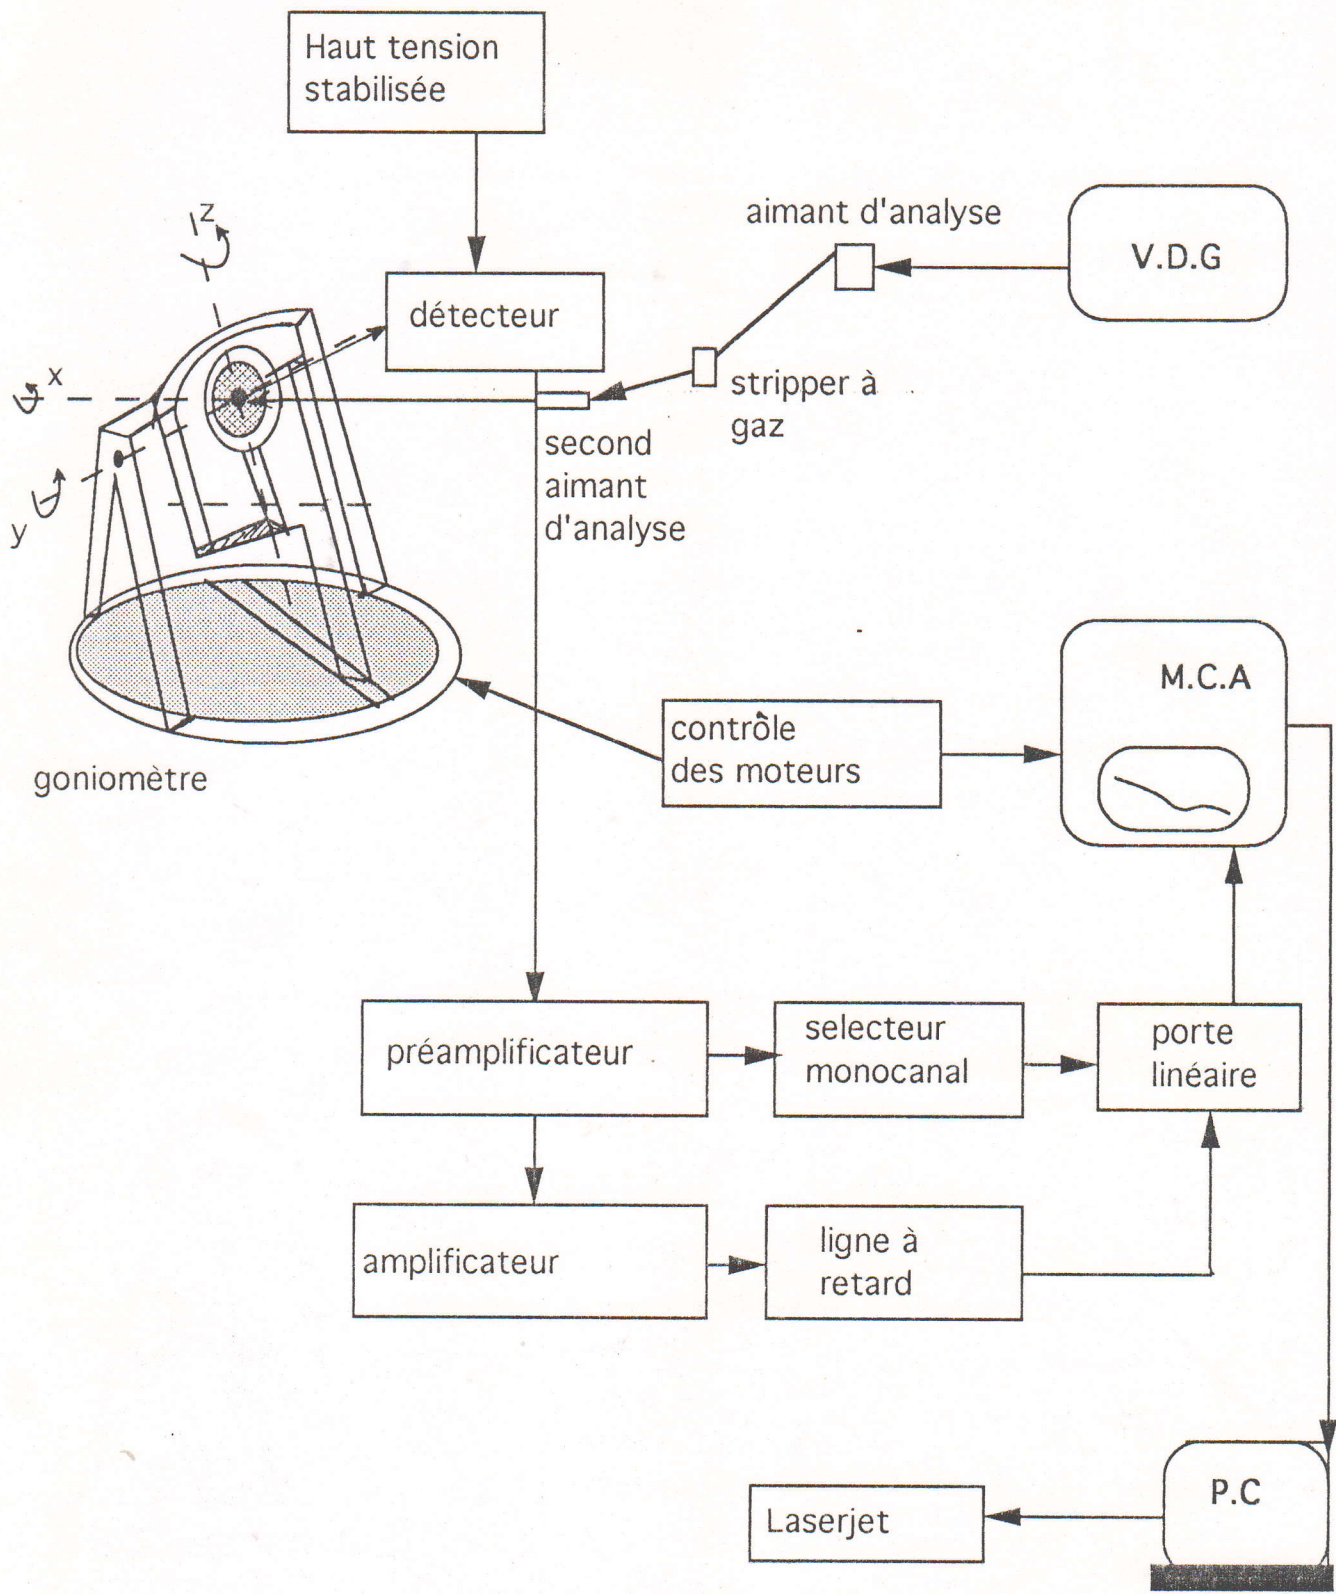 Haut tension
stabilisée
aimant d'analyse
V.D.G
z
détecteur
x
stripper à
gaz
second
aimant
d'analyse
y
M.C.A
contrôle
des moteurs
goniomètre
préamplificateur
selecteur
monocanal
porte
linéaire
amplificateur
ligne à
retard
P.C
Laserjet